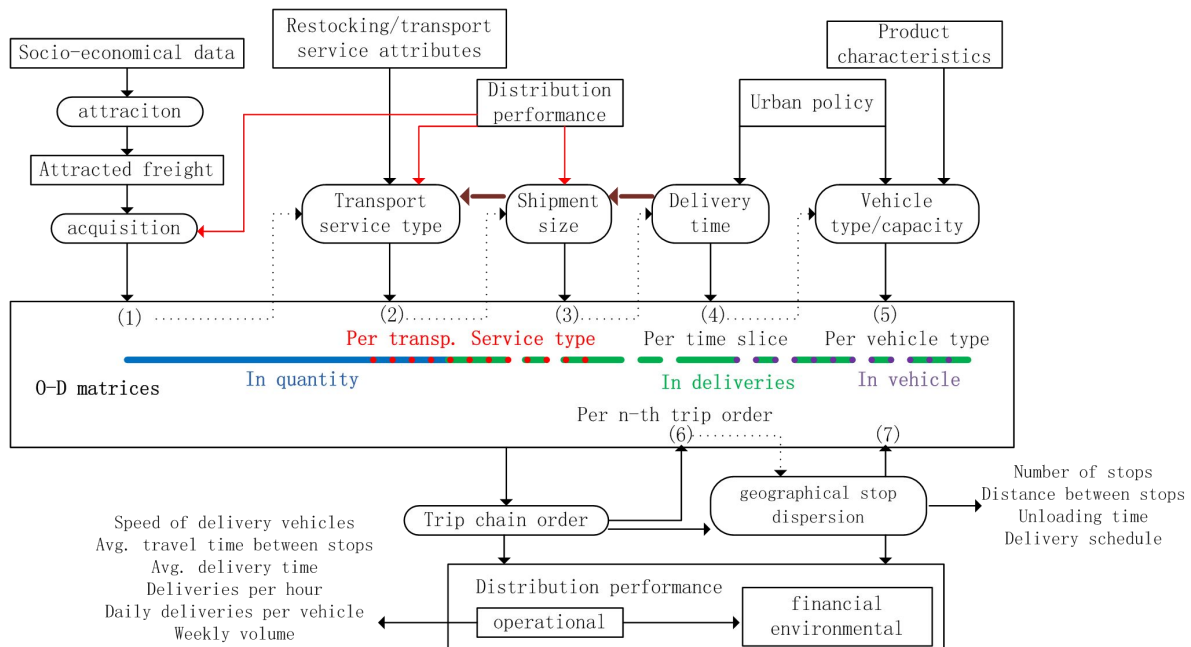 Socio-economical data
Restocking/transport
service attributes
Product
characteristics
Distribution
performance
Urban policy
attraciton
Attracted freight
acquisition
Transport
service type
Shipment
size
Delivery
time
Vehicle
type/capacity
(1)
(2)
(3)
(4)
(5)
Per transp. Service type
Per time slice
Per vehicle type
In quantity
In deliveries
In vehicle
O-D matrices
Per n-th trip order
(6)
(7)
Trip chain order
geographical stop
dispersion
Number of stops
Distance between stops
Unloading time
Delivery schedule
Speed of delivery vehicles
Avg. travel time between stops
Avg. delivery time
Deliveries per hour
Daily deliveries per vehicle
Weekly volume
Distribution performance
operational
financial
environmental